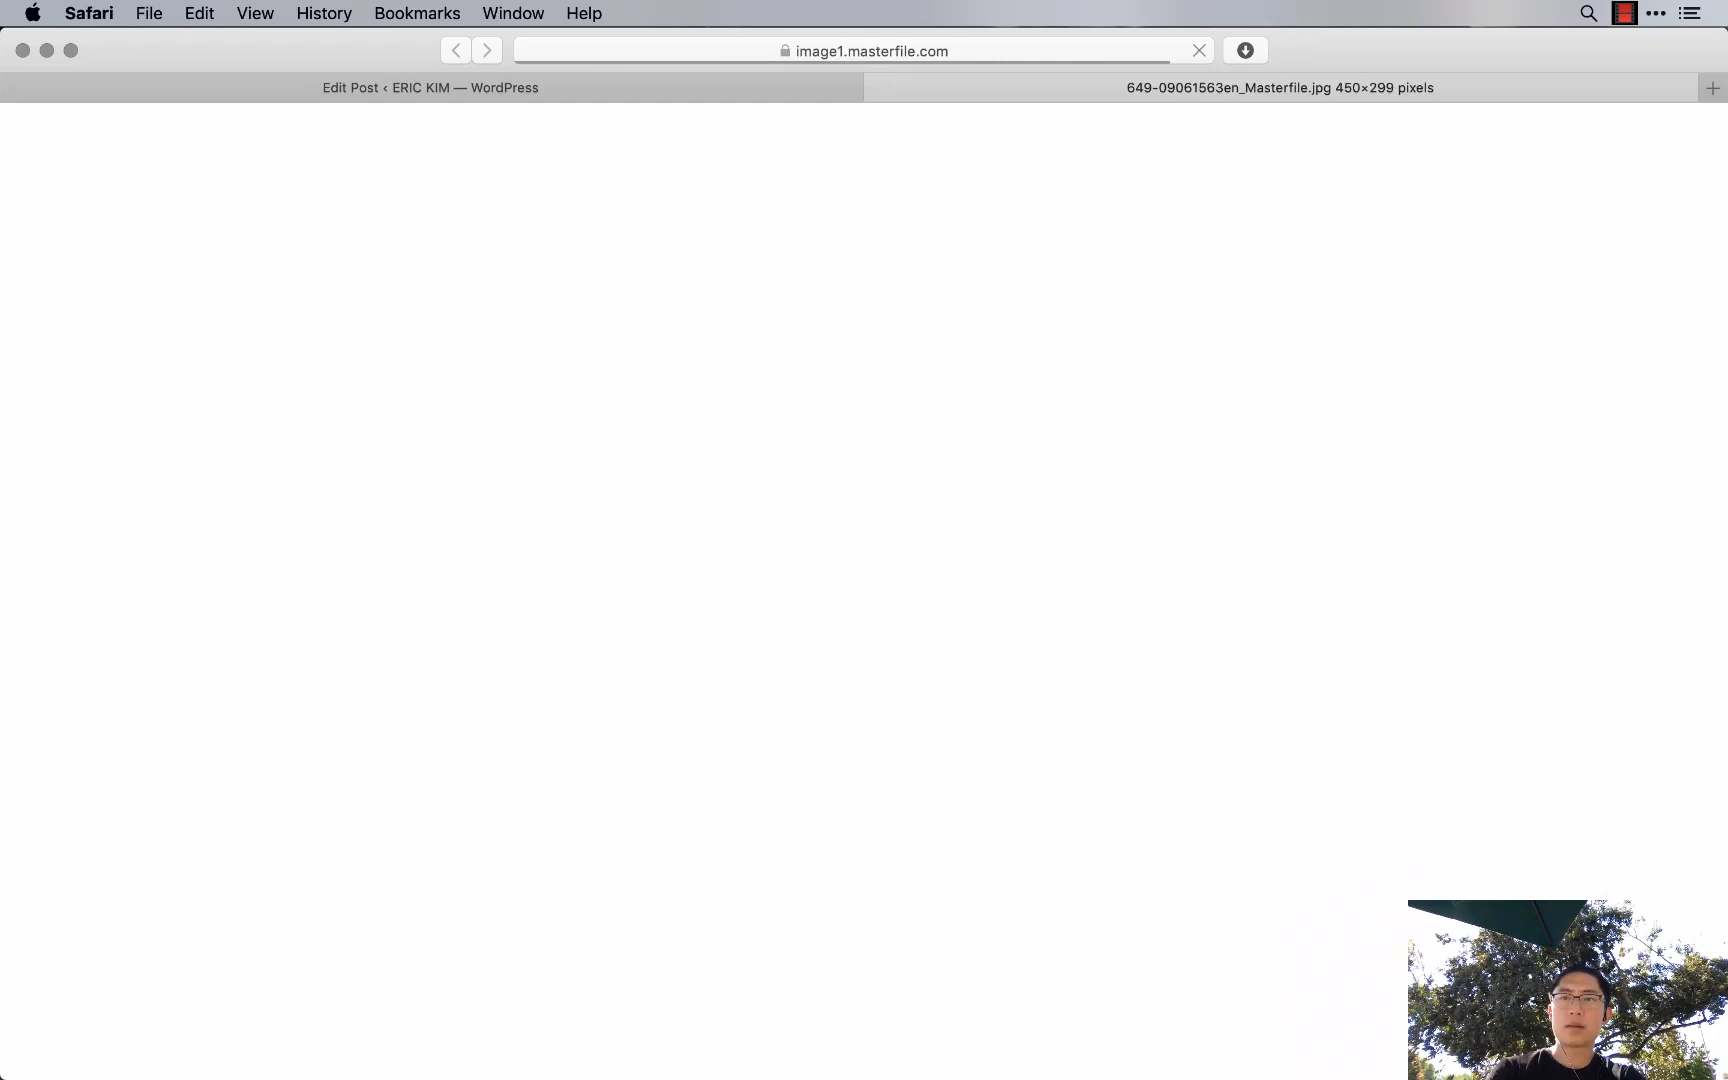 Safari File Edit View History Bookmarks Window Help
image1.masterfile.com
Edit Post ‹ ERIC KIM — WordPress
649-09061563en_Masterfile.jpg 450×299 pixels